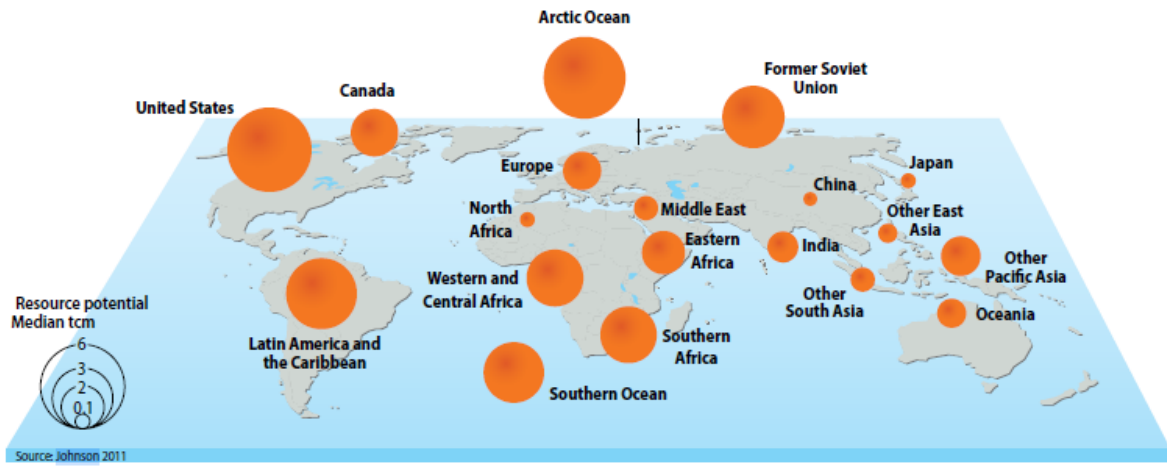 Arctic Ocean
Former Soviet
Union
Canada
United States
Europe
Japan
China
North
Africa
Middle East
Other East
Asia
Eastern
Africa
India
Other
Pacific Asia
Western and
Central Africa
Other
South Asia
Oceania
Resource potential
Median tcm
6
3
2
0.1
Latin America and
the Caribbean
Southern
Africa
Southern Ocean
Source: Johnson 2011